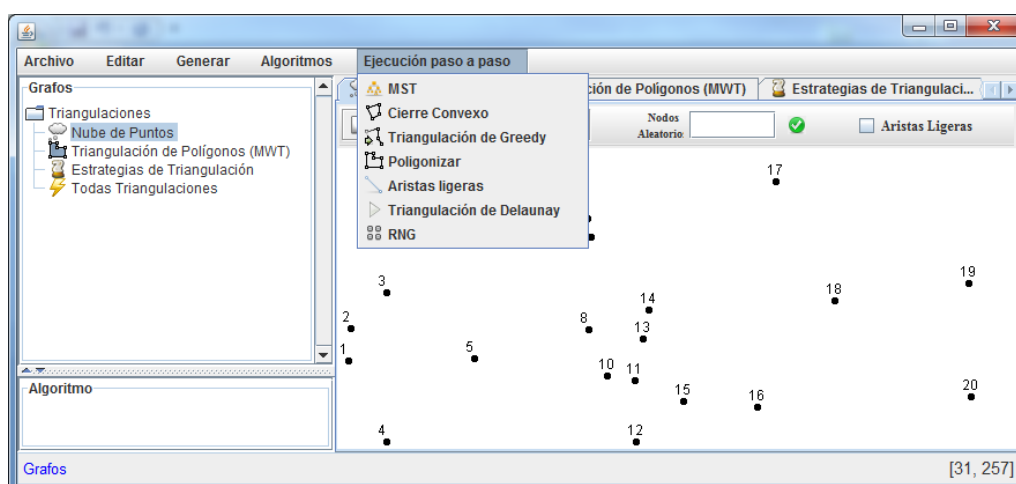 Archivo Editar Generar Algoritmos Ejecución paso a paso
Grafos
Triangulaciones
Nube de Puntos
Triangulación de Polígonos (MWT)
Estrategias de Triangulación
Todas Triangulaciones
MST
Cierre Convexo
Triangulación de Greedy
Poligonizar
Aristas ligeras
Triangulación de Delaunay
RNG
ción de Polígonos (MWT)
Estrategias de Triangulaci...
Nodos
Aleatorio
Aristas Ligeras
17
3
19
18
14
2
8
13
1
5
10
11
20
15
16
4
12
Algoritmo
Grafos
[31, 257]